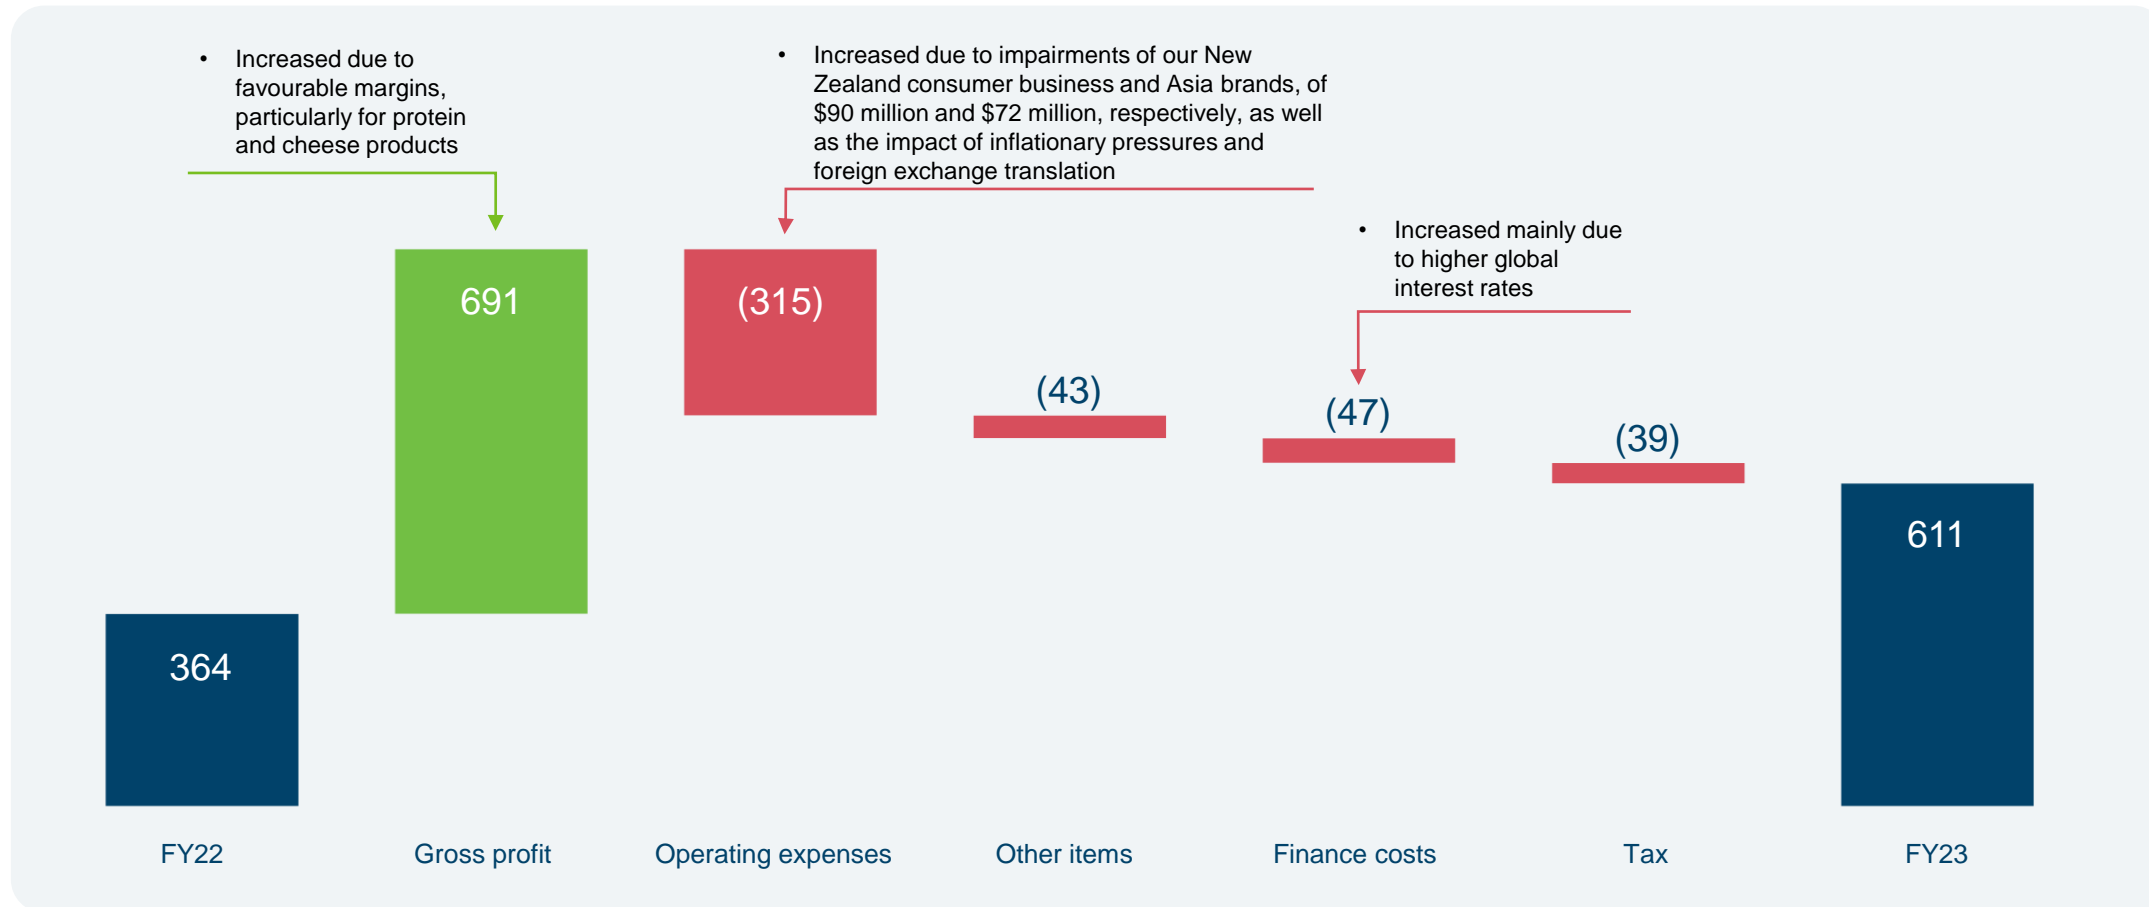 • Increased due to
favourable margins,
particularly for protein
and cheese products
• Increased due to impairments of our New
Zealand consumer business and Asia brands, of
$90 million and $72 million, respectively, as well
as the impact of inflationary pressures and
foreign exchange translation
• Increased mainly due
to higher global
interest rates
691
(315)
(43)
(47)
(39)
611
364
FY22
Gross profit
Operating expenses
Other items
Finance costs
Tax
FY23